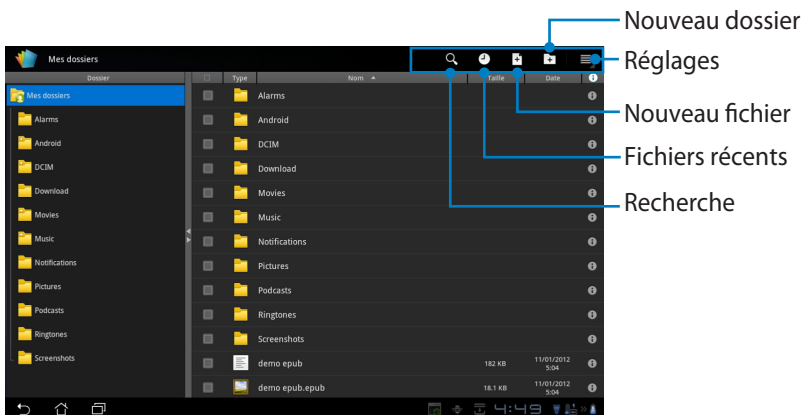 Nouveau dossier
Mes dossiers
Réglages
Dossier Type Nom Taille Date
Mes dossiers
Alarms
Android
DCIM
Download
Movies
Music
Notifications
Pictures
Podcasts
Ringtones
Screenshots
Alarms
Android
DCIM
Download
Movies
Music
Notifications
Pictures
Podcasts
Ringtones
Screenshots
demo epub 182 KB 11/01/2012
5:04
demo epub.epub 18.1 KB 11/01/2012
5:04
Nouveau fichier
Fichiers récents
Recherche
4:49